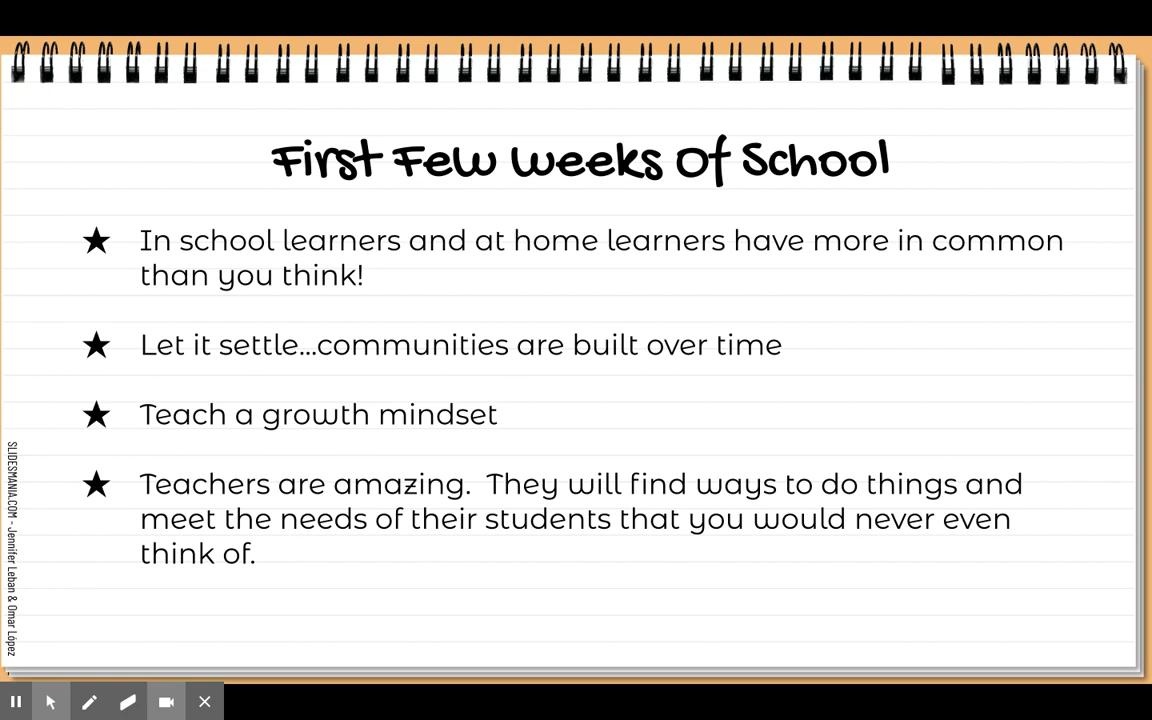 First Few Weeks Of School
★ In school learners and at home learners have more in common
than you think!
★ Let it settle...communities are built over time
★ Teach a growth mindset
★ Teachers are amazing.  They will find ways to do things and
meet the needs of their students that you would never even
think of.
SLIDESMANIA.COM - Jennifer Leban & Omar López